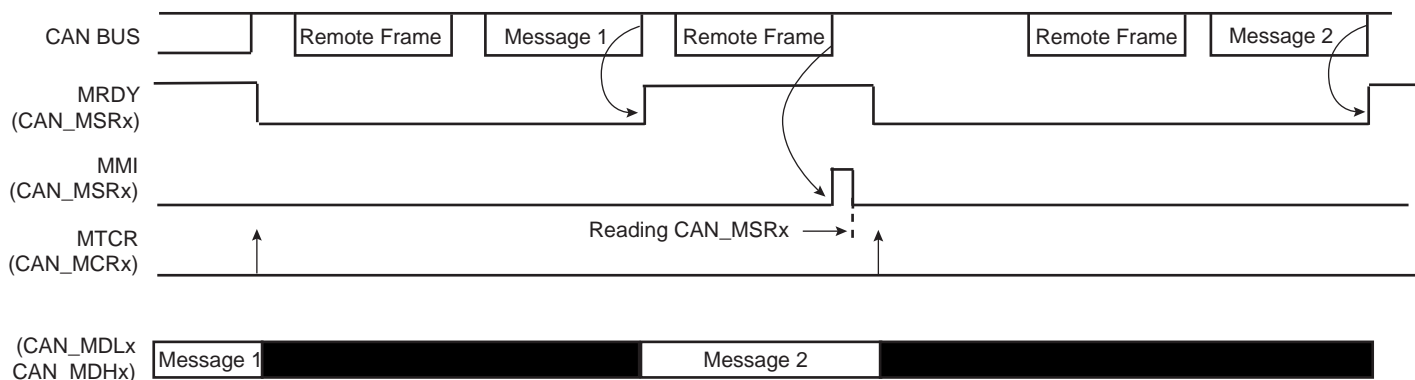 CAN BUS
Remote Frame
Message 1
Remote Frame
Remote Frame
Message 2
MRDY
(CAN_MSRx)
MMI
(CAN_MSRx)
Reading CAN_MSRx
MTCR
(CAN_MCRx)
(CAN_MDLx
CAN_MDHx)
Message 1
Message 2